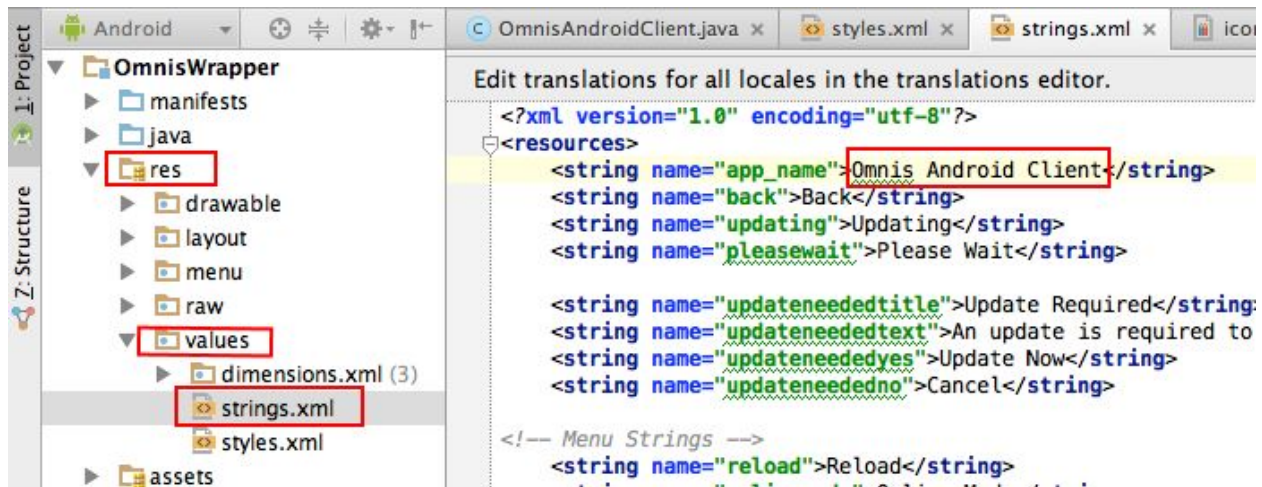 1: Project
7: Structure
Android
OmnisWrapper
manifests
java
res
drawable
layout
menu
raw
values
dimensions.xml (3)
strings.xml
styles.xml
assets
C OmnisAndroidClient.java × styles.xml × strings.xml ×
Edit translations for all locales in the translations editor.
<?xml version="1.0" encoding="utf-8"?>
<resources>
<string name="app_name">Omnis Android Client</string>
<string name="back">Back</string>
<string name="updating">Updating</string>
<string name="pleasewait">Please Wait</string>
<string name="updateneededtitle">Update Required</string>
<string name="updateneededtext">An update is required to
<string name="updateneededyes">Update Now</string>
<string name="updateneededno">Cancel</string>
<!-- Menu Strings -->
<string name="reload">Reload</string>